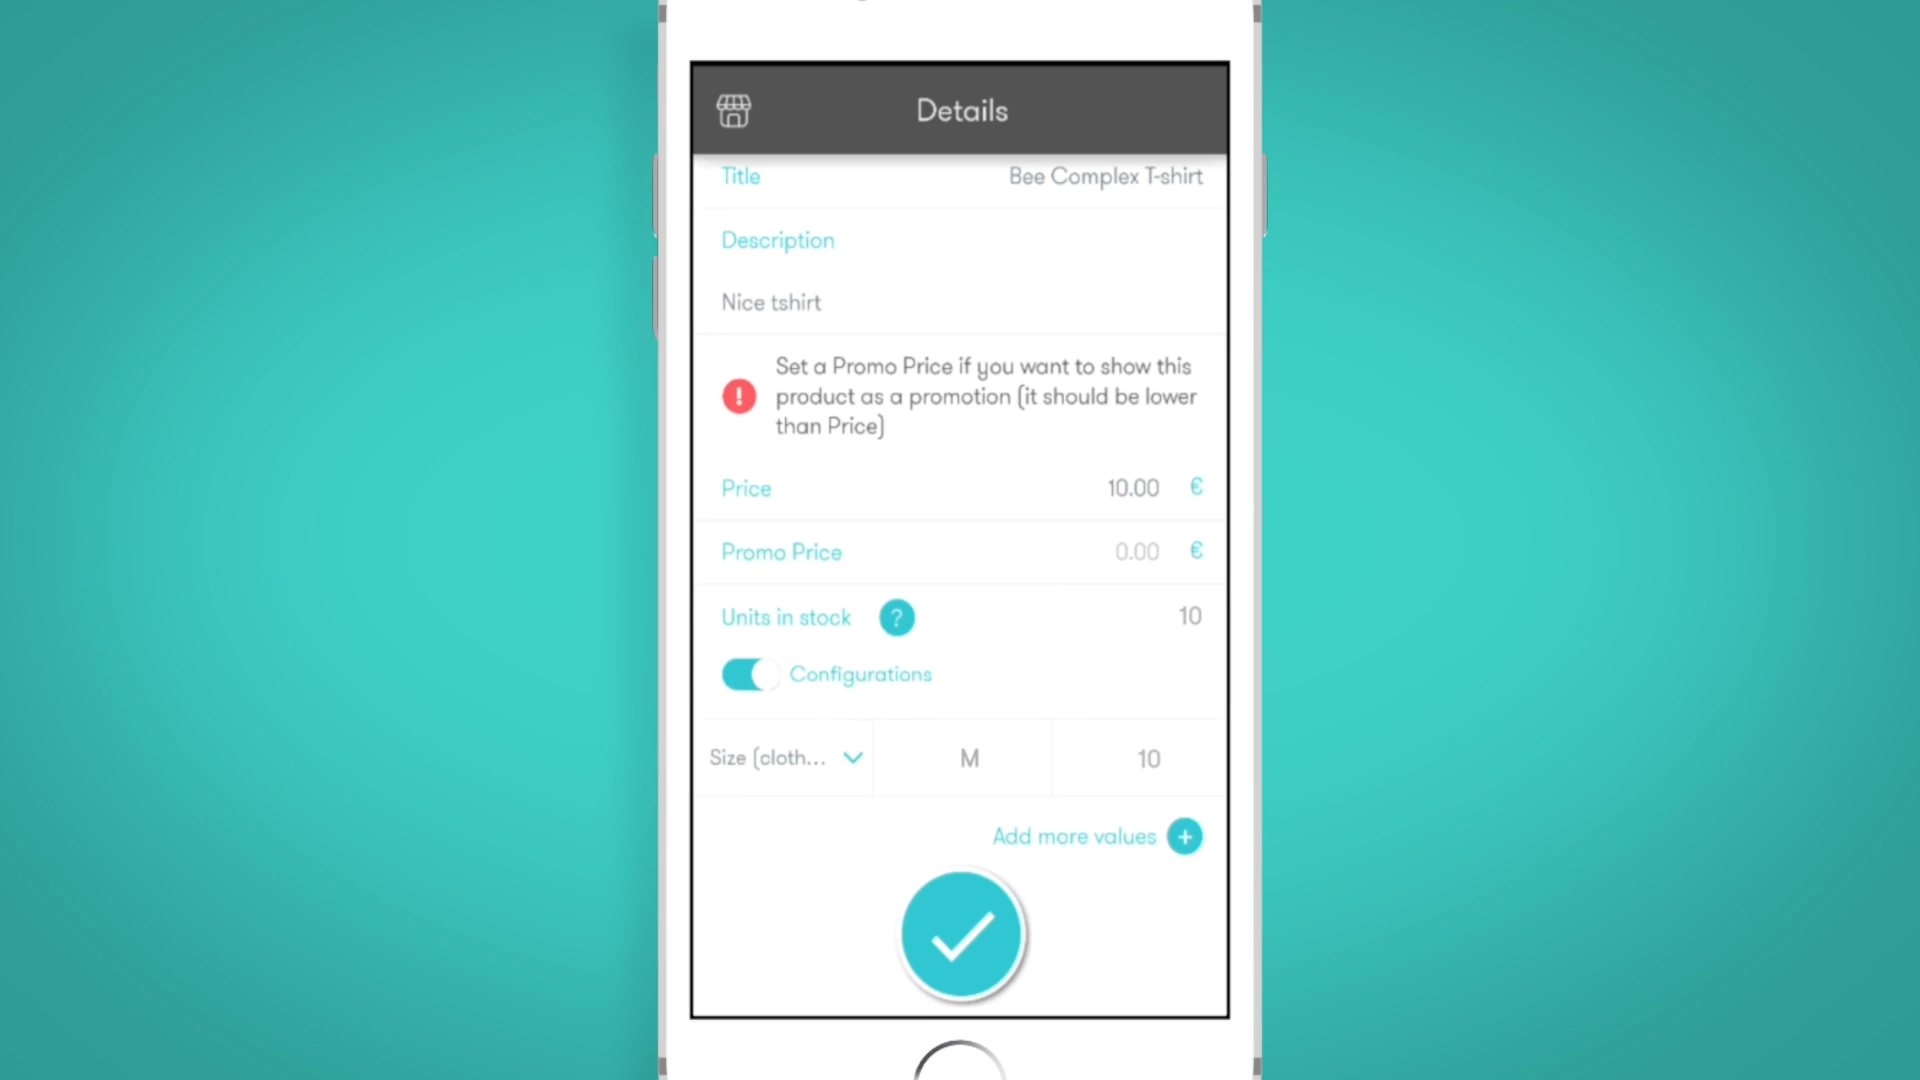 Details
Title Bee Complex T-shirt
Description
Nice tshirt
Set a Promo Price if you want to show this
product as a promotion (it should be lower
than Price)
Price 10.00 €
Promo Price 0.00 €
Units in stock ? 10
Configurations
Size (cloth... M 10
Add more values +